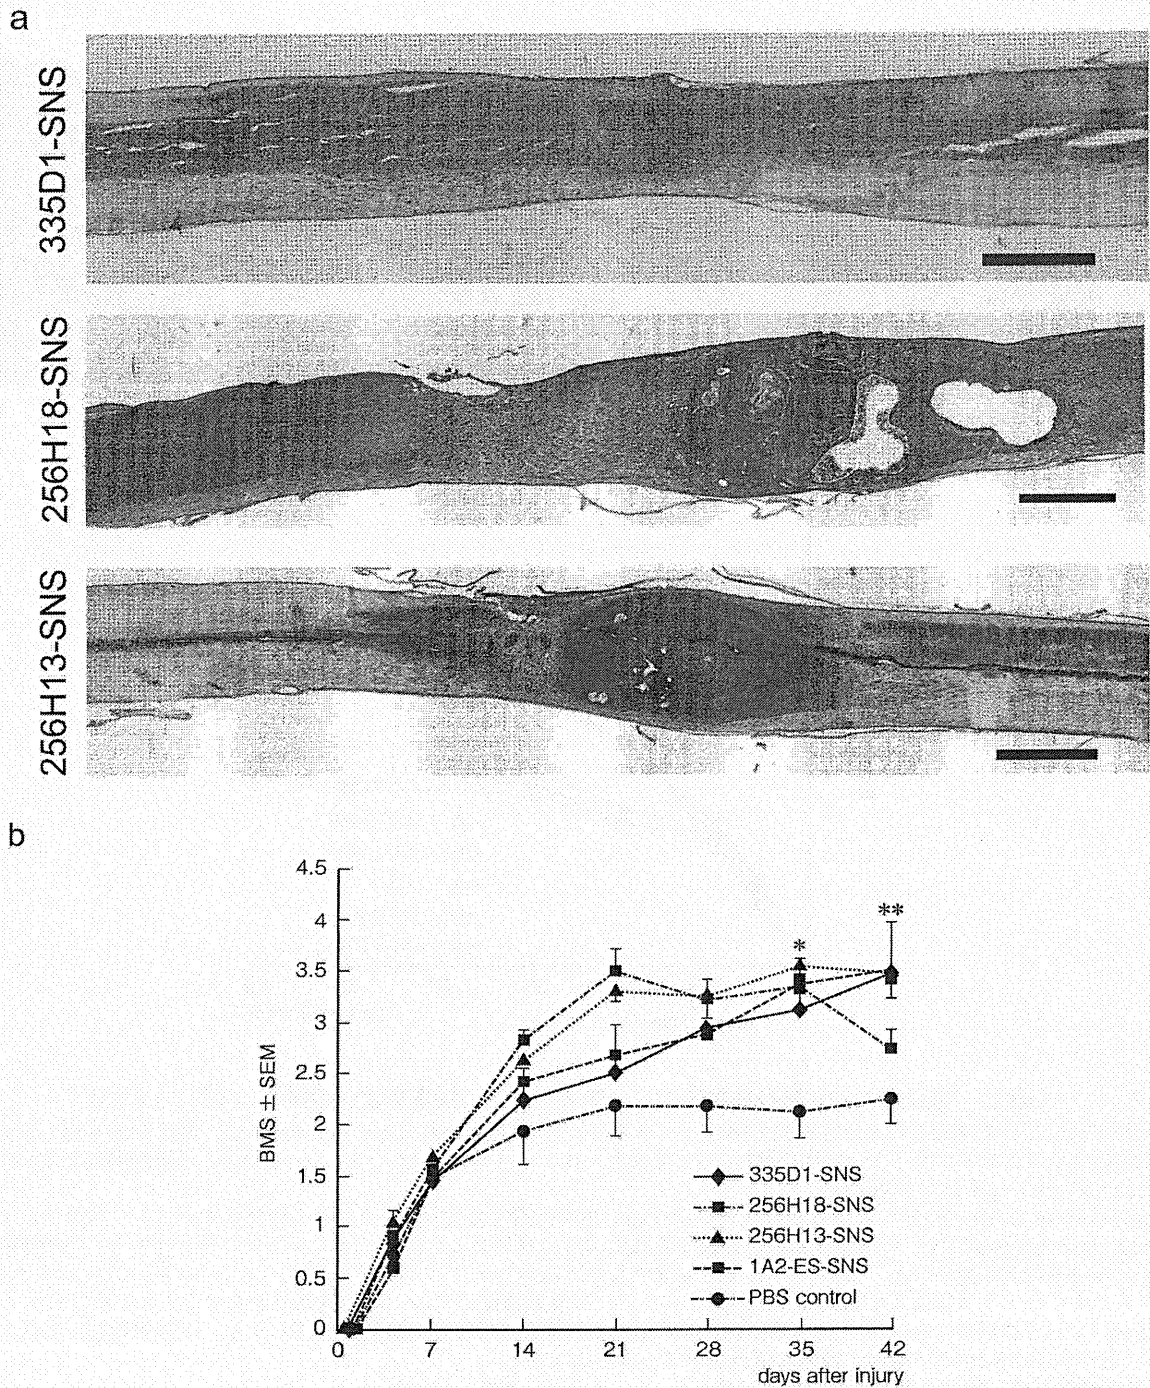 a
335D1-SNS
256H18-SNS
256H13-SNS
b
4.5
4
3.5
3
2.5
2
1.5
1
0.5
0
BMS ± SEM
*
**
335D1-SNS
256H18-SNS
256H13-SNS
1A2-ES-SNS
PBS control
0 7 14 21 28 35 42
days after injury